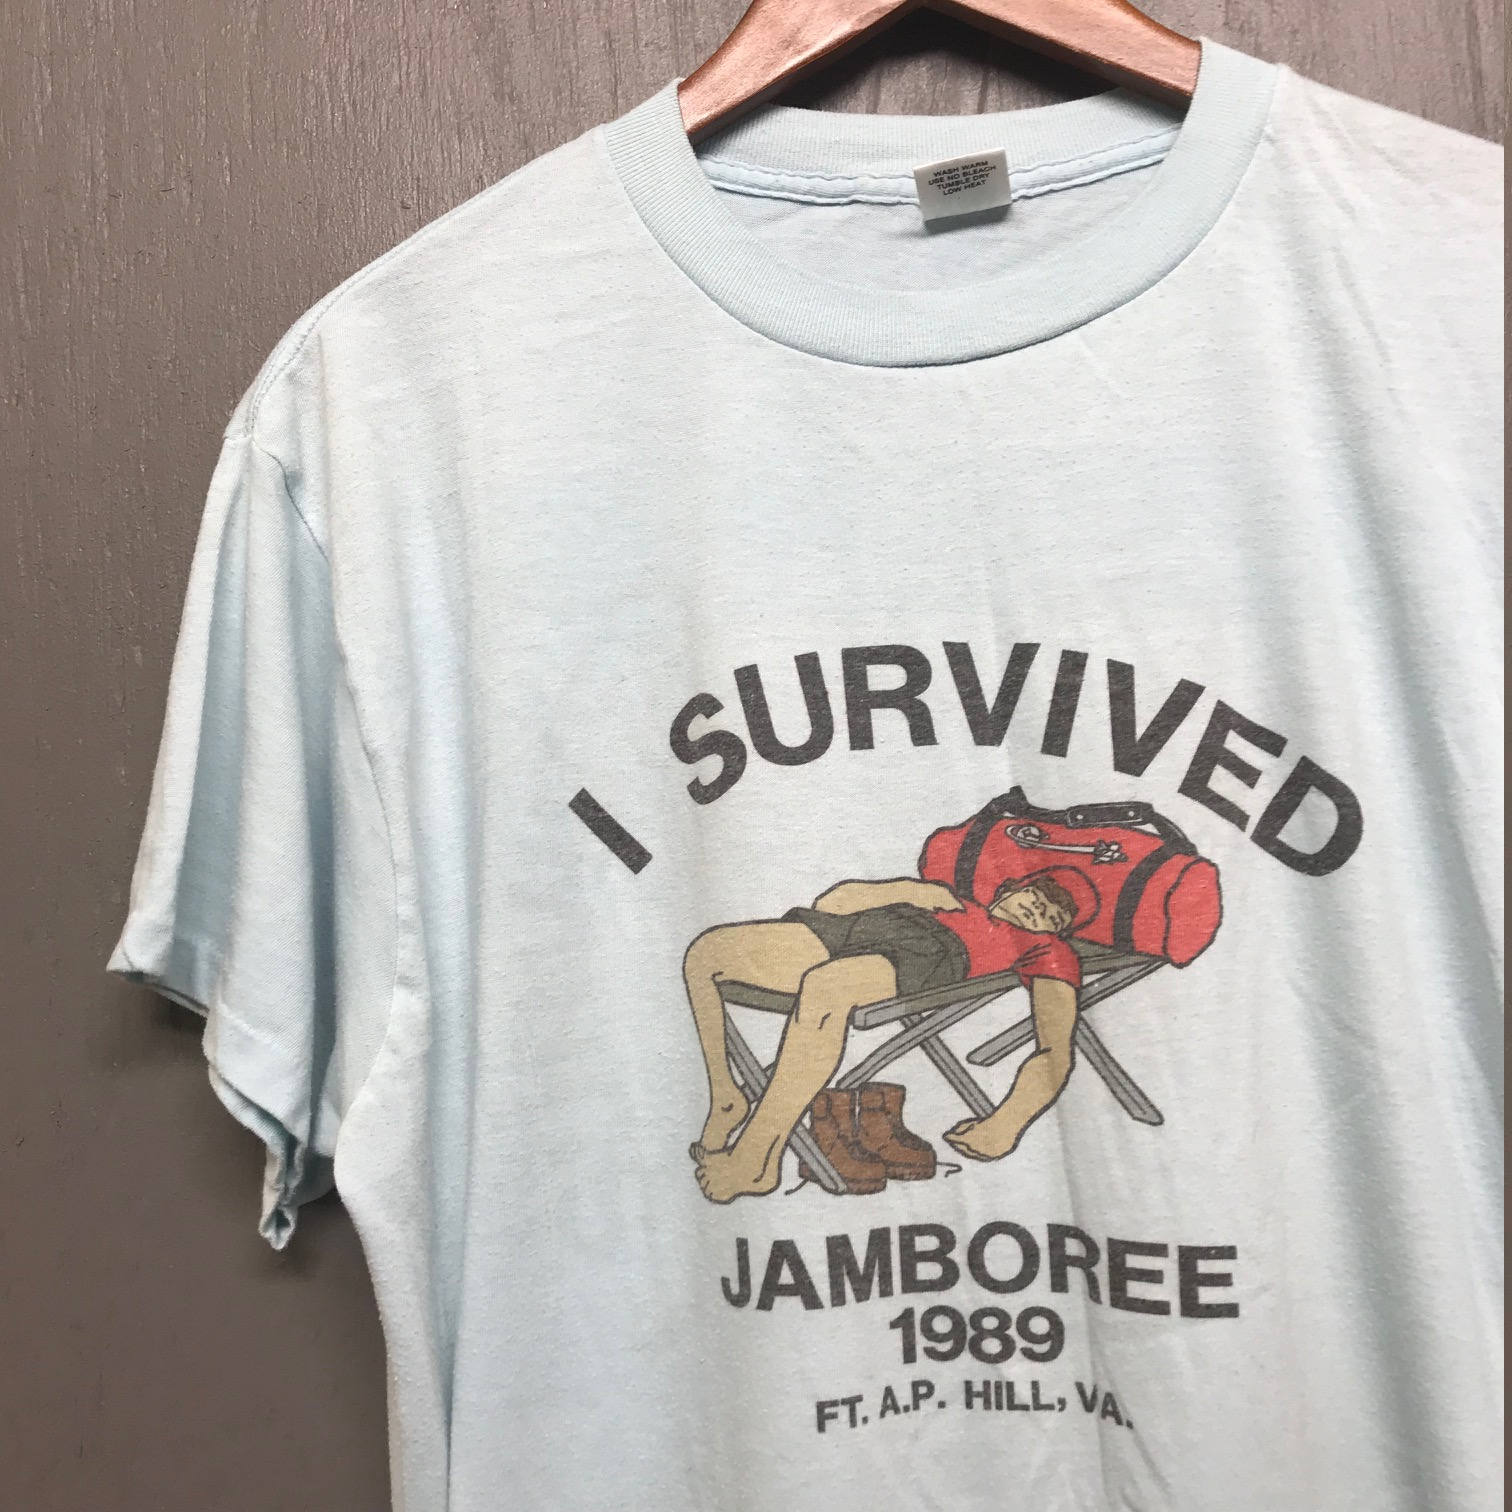 WASH WARM
USE NO BLEACH
TUMBLE DRY
LOW HEAT
I SURVIVED
JAMBOREE
1989
FT. A.P. HILL, VA.